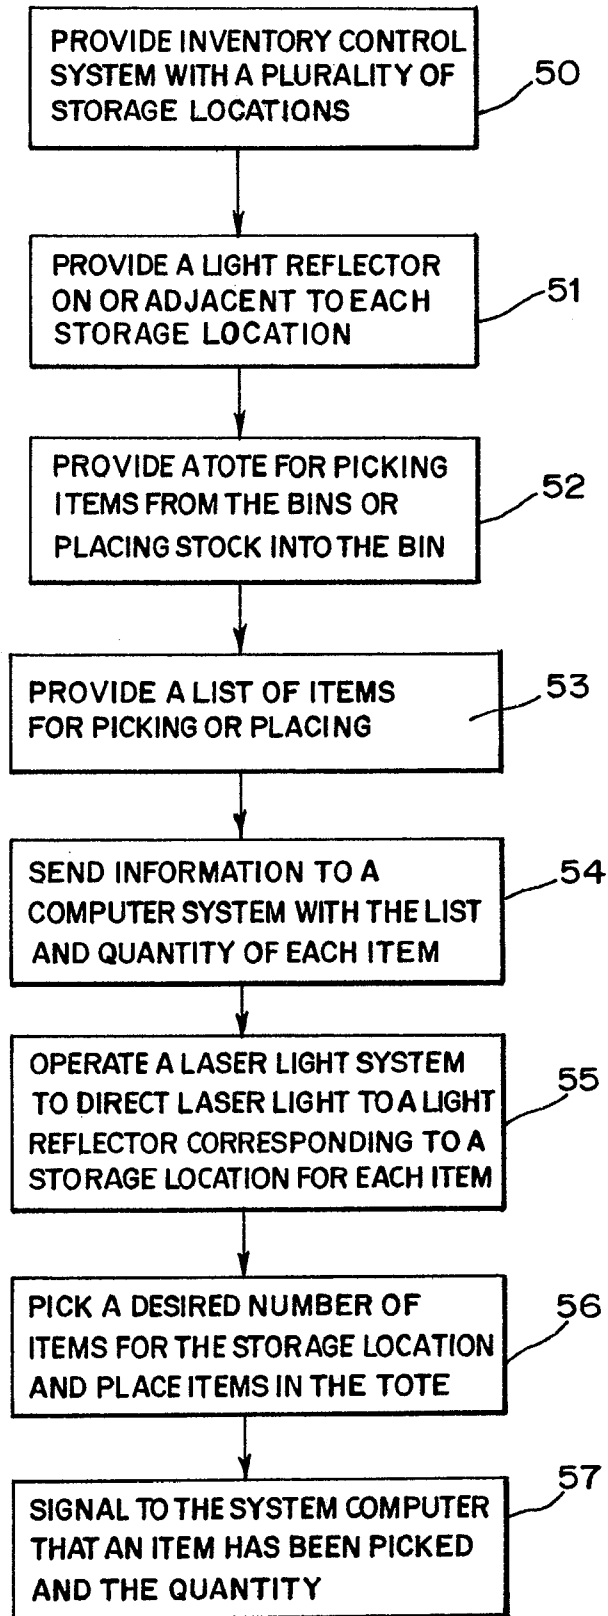 PROVIDE INVENTORY CONTROL
SYSTEM WITH A PLURALITY OF
STORAGE LOCATIONS
50
PROVIDE A LIGHT REFLECTOR
ON OR ADJACENT TO EACH
STORAGE LOCATION
51
PROVIDE A TOTE FOR PICKING
ITEMS FROM THE BINS OR
PLACING STOCK INTO THE BIN
52
PROVIDE A LIST OF ITEMS
FOR PICKING OR PLACING
53
SEND INFORMATION TO A
COMPUTER SYSTEM WITH THE LIST
AND QUANTITY OF EACH ITEM
54
OPERATE A LASER LIGHT SYSTEM
TO DIRECT LASER LIGHT TO A LIGHT
REFLECTOR CORRESPONDING TO A
STORAGE LOCATION FOR EACH ITEM
55
PICK A DESIRED NUMBER OF
ITEMS FOR THE STORAGE LOCATION
AND PLACE ITEMS IN THE TOTE
56
SIGNAL TO THE SYSTEM COMPUTER
THAT AN ITEM HAS BEEN PICKED
AND THE QUANTITY
57